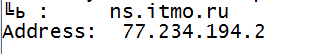 ╚ь :      ns.itmo.ru
Address:  77.234.194.2